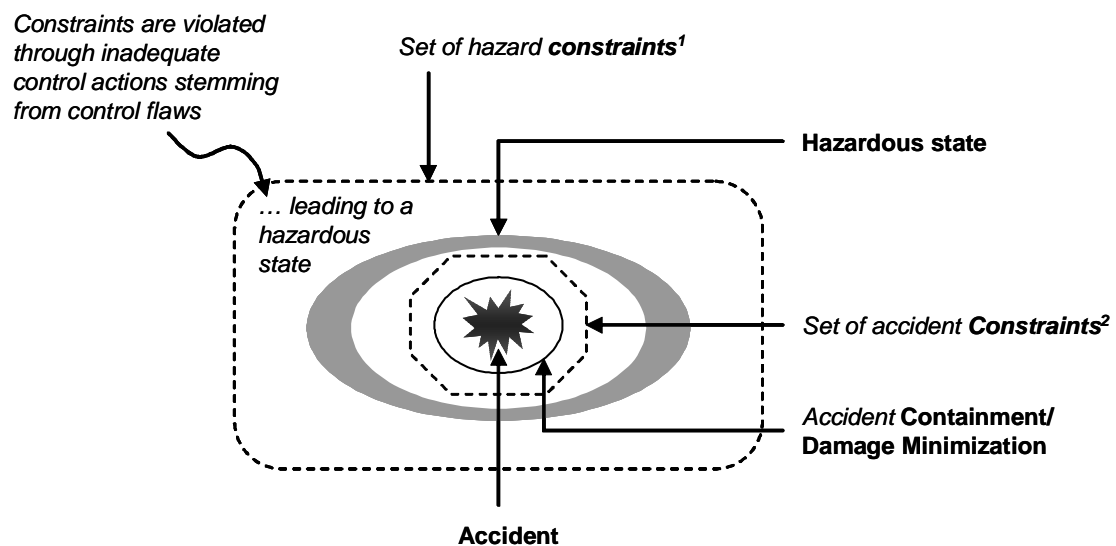 Constraints are violated
through inadequate
control actions stemming
from control flaws
Set of hazard constraints¹
Hazardous state
… leading to a
hazardous
state
Set of accident Constraints²
Accident Containment/
Damage Minimization
Accident